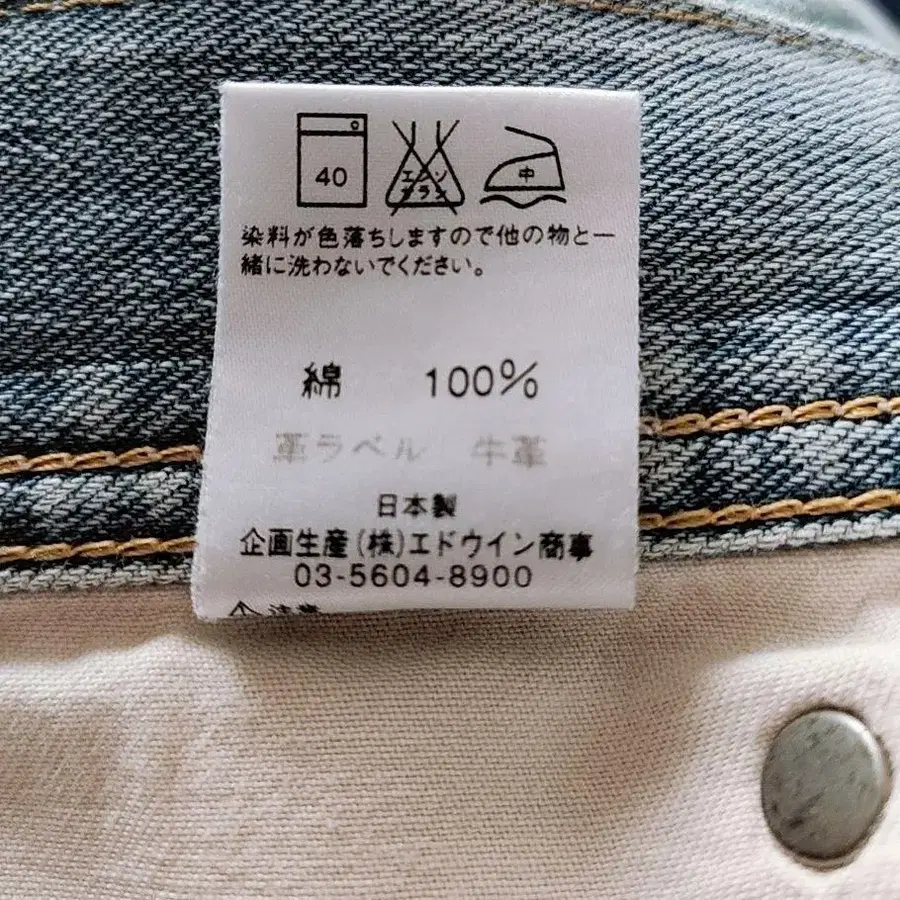 40 エンソ サラシ 中
染料が色落ちしますので他の物と一
緒に洗わないでください。
綿 100%
革ラベル 牛革
日本製
企画生産(株)エドウイン商事
03-5604-8900
注意